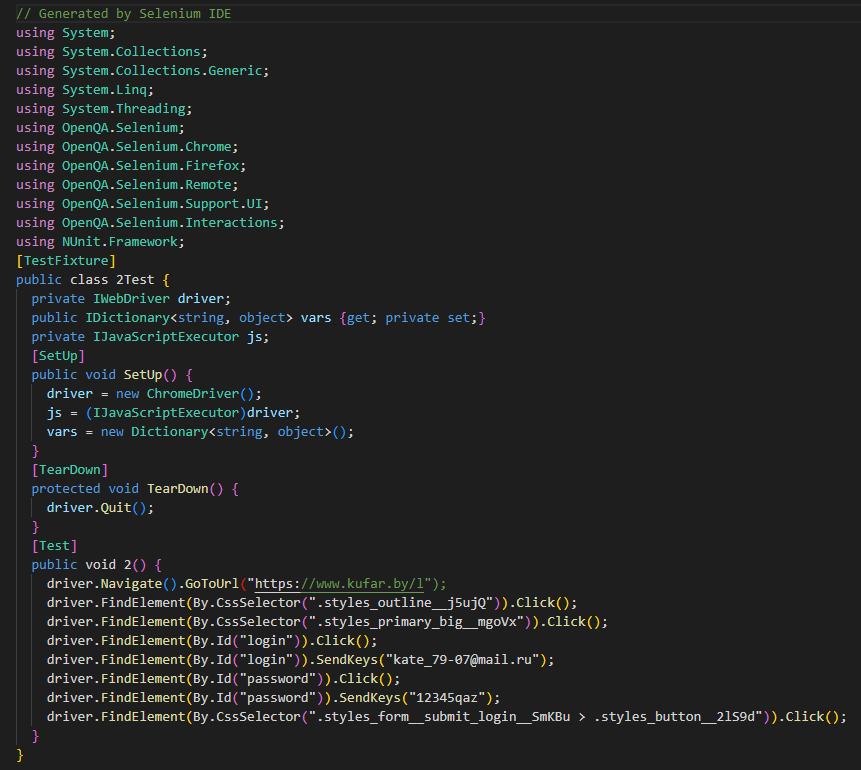 // Generated by Selenium IDE
using System;
using System.Collections;
using System.Collections.Generic;
using System.Linq;
using System.Threading;
using OpenQA.Selenium;
using OpenQA.Selenium.Chrome;
using OpenQA.Selenium.Firefox;
using OpenQA.Selenium.Remote;
using OpenQA.Selenium.Support.UI;
using OpenQA.Selenium.Interactions;
using NUnit.Framework;
[TestFixture]
public class 2Test {
  private IWebDriver driver;
  public IDictionary<string, object> vars {get; private set;}
  private IJavaScriptExecutor js;
  [SetUp]
  public void SetUp() {
    driver = new ChromeDriver();
    js = (IJavaScriptExecutor)driver;
    vars = new Dictionary<string, object>();
  }
  [TearDown]
  protected void TearDown() {
    driver.Quit();
  }
  [Test]
  public void 2() {
    driver.Navigate().GoToUrl("https://www.kufar.by/l");
    driver.FindElement(By.CssSelector(".styles_outline__j5ujQ")).Click();
    driver.FindElement(By.CssSelector(".styles_primary_big__mgoVx")).Click();
    driver.FindElement(By.Id("login")).Click();
    driver.FindElement(By.Id("login")).SendKeys("kate_79-07@mail.ru");
    driver.FindElement(By.Id("password")).Click();
    driver.FindElement(By.Id("password")).SendKeys("12345qaz");
    driver.FindElement(By.CssSelector(".styles_form__submit_login__SmKBu > .styles_button__2lS9d")).Click();
  }
}